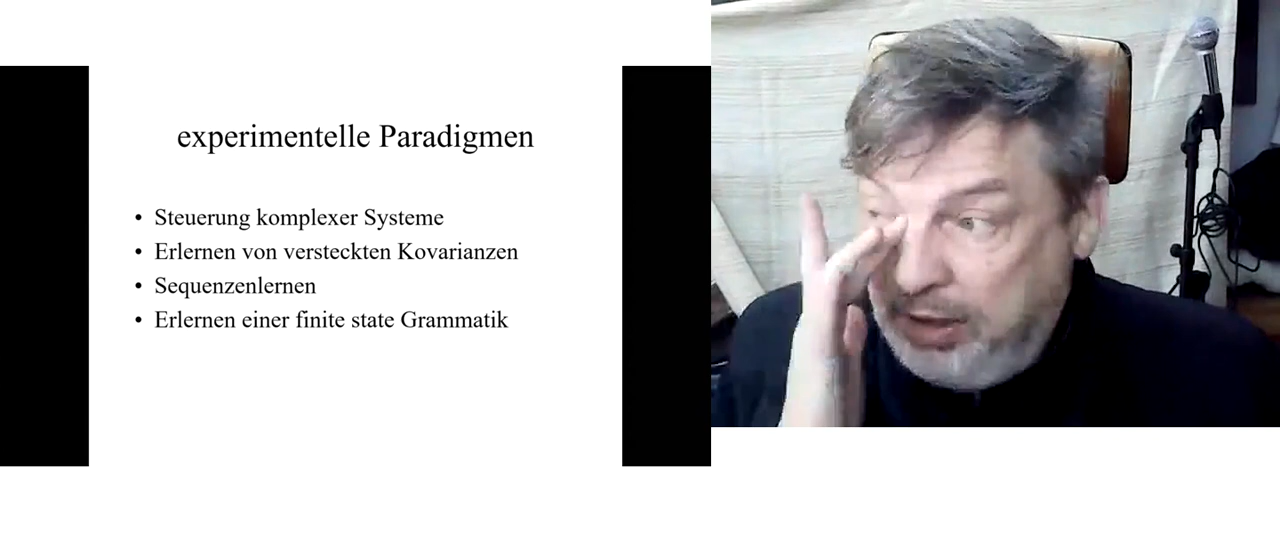 experimentelle Paradigmen
• Steuerung komplexer Systeme
• Erlernen von versteckten Kovarianzen
• Sequenzenlernen
• Erlernen einer finite state Grammatik